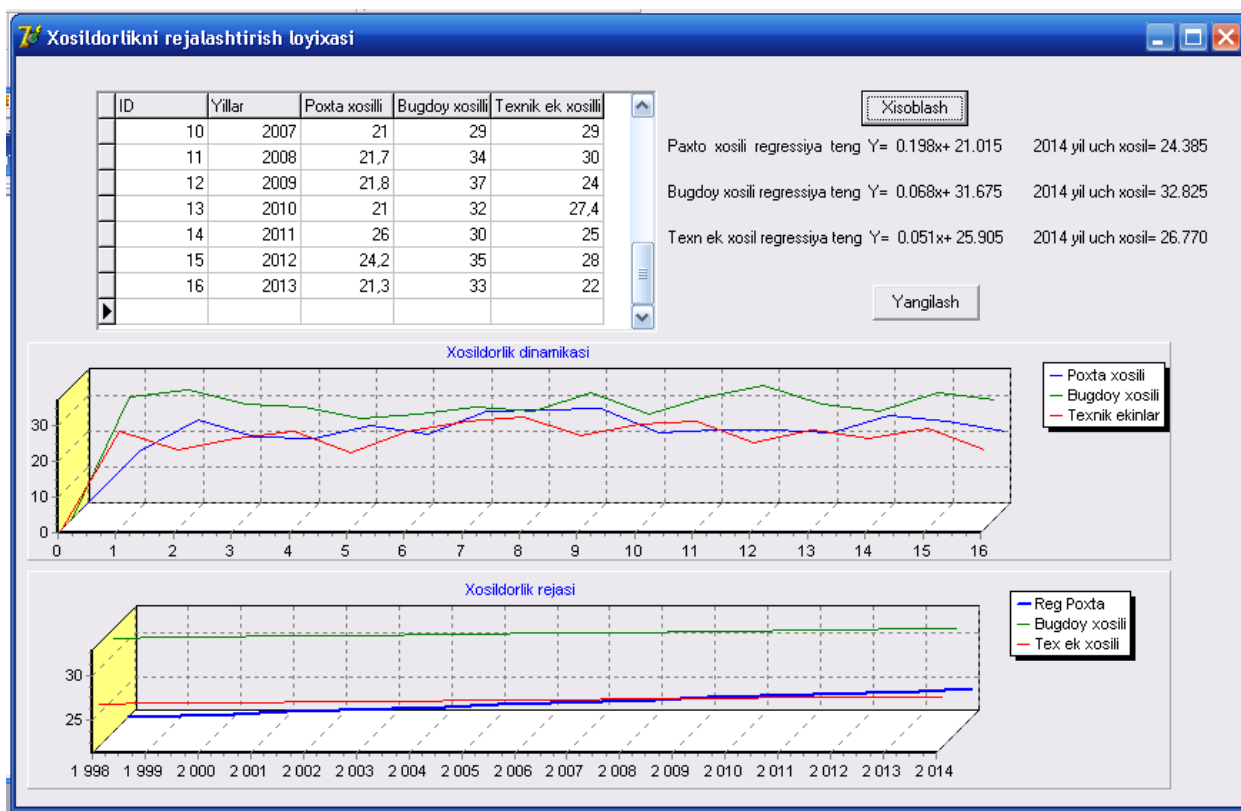 Xosildorlikni rejalashtirish loyixasi
ID Yillar Poxta xosilli Bugdoy xosilli Texnik ek xosilli
10 2007 21 29 29
11 2008 21,7 34 30
12 2009 21,8 37 24
13 2010 21 32 27,4
14 2011 26 30 25
15 2012 24,2 35 28
16 2013 21,3 33 22
Xisoblash
Paxto xosili regressiya teng Y= 0.198x+ 21.015 2014 yil uch xosil= 24.385
Bugdoy xosili regressiya teng Y= 0.068x+ 31.675 2014 yil uch xosil= 32.825
Texn ek xosil regressiya teng Y= 0.051x+ 25.905 2014 yil uch xosil= 26.770
Yangilash
Xosildorlik dinamikasi
30
20
10
0
0 1 2 3 4 5 6 7 8 9 10 11 12 13 14 15 16
Poxta xosili
Bugdoy xosili
Texnik ekinlar
Xosildorlik rejasi
30
25
1 998 1 999 2 000 2 001 2 002 2 003 2 004 2 005 2 006 2 007 2 008 2 009 2 010 2 011 2 012 2 013 2 014
Reg Poxta
Bugdoy xosili
Tex ek xosili